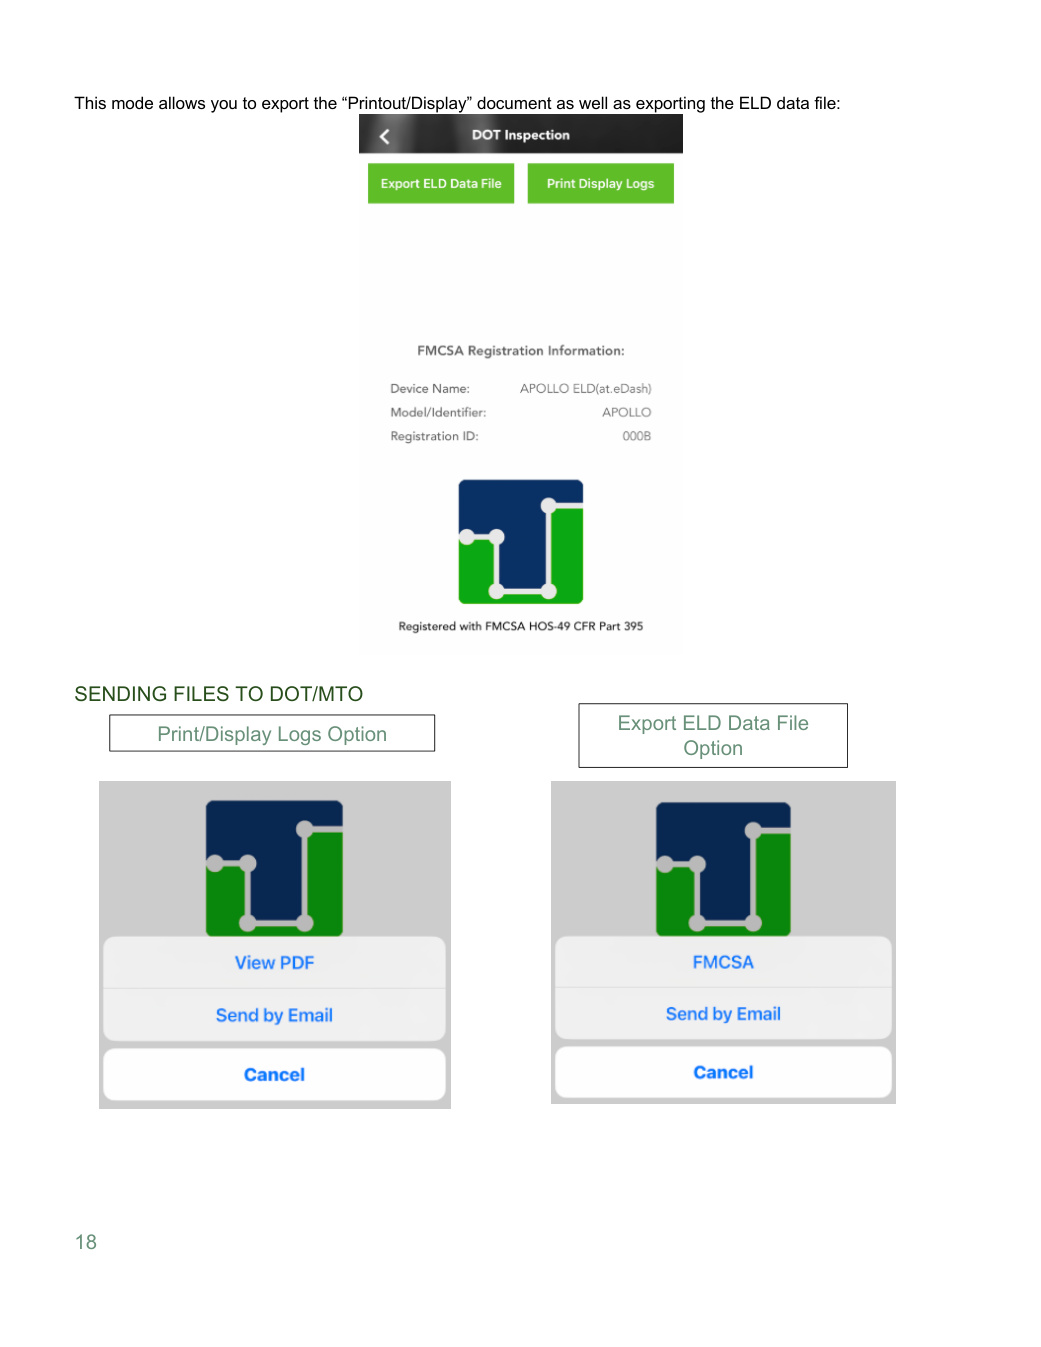 This mode allows you to export the “Printout/Display” document as well as exporting the ELD data file:
DOT Inspection
Export ELD Data File
Print Display Logs
FMCSA Registration Information:
Device Name: APOLLO ELD(at.eDash)
Model/Identifier: APOLLO
Registration ID: 000B
Registered with FMCSA HOS-49 CFR Part 395
SENDING FILES TO DOT/MTO
Print/Display Logs Option
View PDF
Send by Email
Cancel
Export ELD Data File
Option
FMCSA
Send by Email
Cancel
18